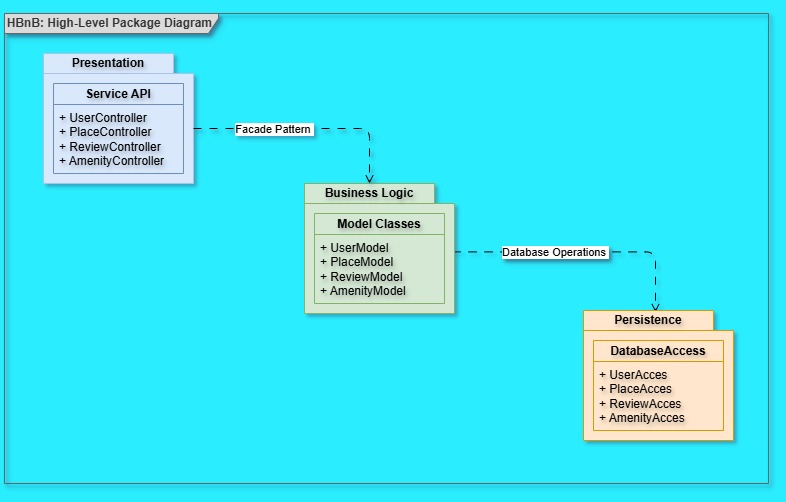 HBnB: High-Level Package Diagram
Presentation
Service API
+ UserController
+ PlaceController
+ ReviewController
+ AmenityController
Facade Pattern
Business Logic
Model Classes
+ UserModel
+ PlaceModel
+ ReviewModel
+ AmenityModel
Database Operations
Persistence
DatabaseAccess
+ UserAcces
+ PlaceAcces
+ ReviewAcces
+ AmenityAcces